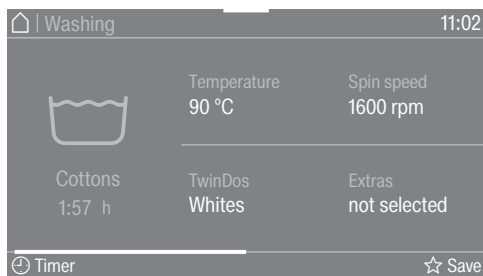 | Washing
11:02
Temperature
90 °C
Spin speed
1600 rpm
Cottons
1:57 h
TwinDos
Whites
Extras
not selected
Timer
Save